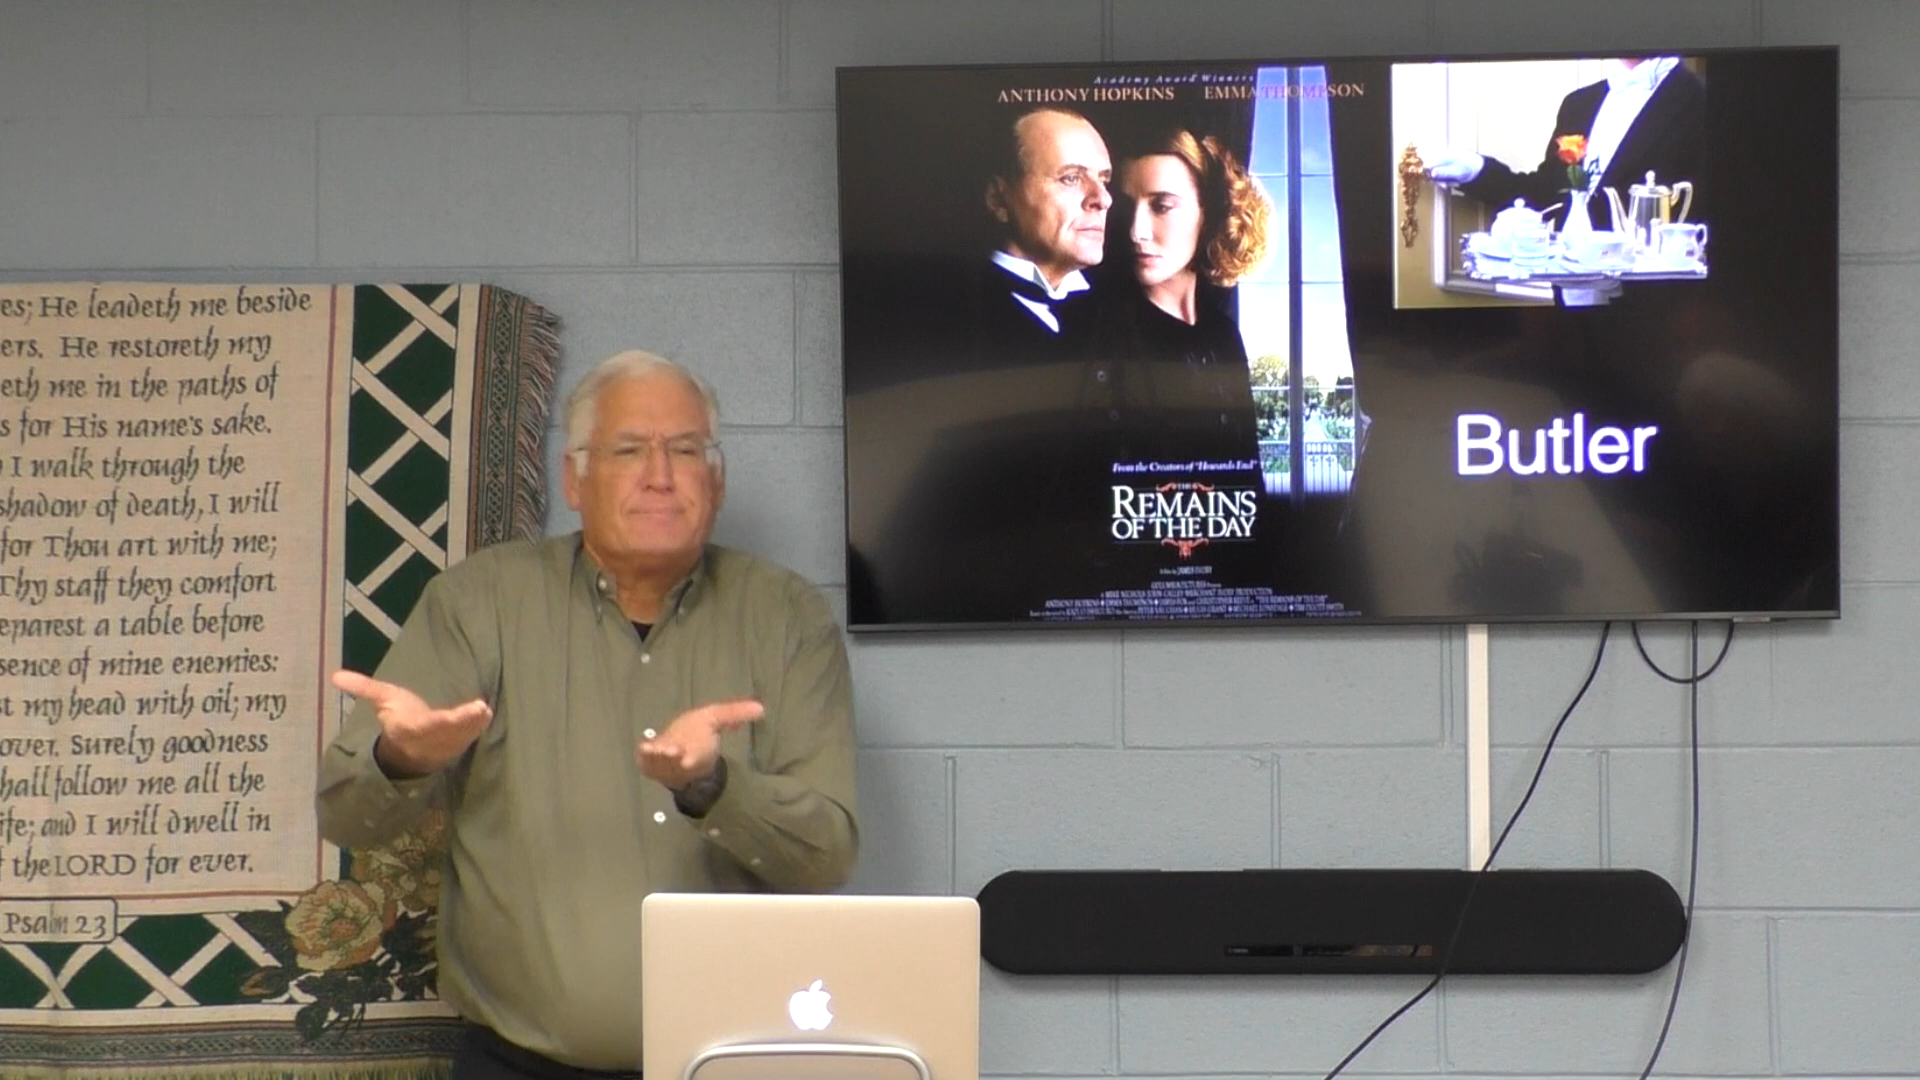 es; He leadeth me beside
ers. He restoreth my
eth me in the paths of
s for His name's sake.
I walk through the
shadow of death, I will
for Thou art with me;
Thy staff they comfort
eparest a table before
sence of mine enemies:
t my head with oil; my
over. Surely goodness
hall follow me all the
ife; and I will dwell in
the LORD for ever.
Psalm 23
Academy Award Winners
ANTHONY HOPKINS EMMA THOMPSON
From the Creators of "Howards End"
THE
REMAINS
OF THE DAY
Butler